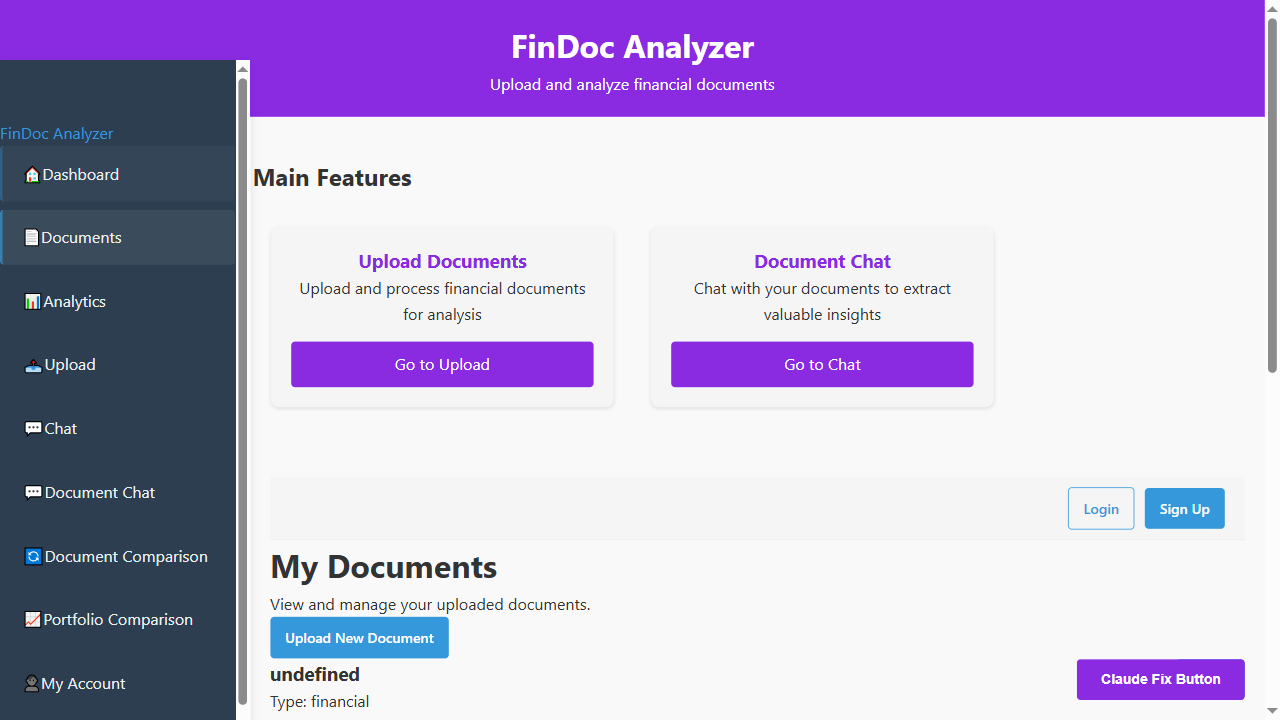 FinDoc Analyzer
Upload and analyze financial documents
FinDoc Analyzer
Dashboard
Documents
Analytics
Upload
Chat
Document Chat
Document Comparison
Portfolio Comparison
My Account
Main Features
Upload Documents
Upload and process financial documents
for analysis
Go to Upload
Document Chat
Chat with your documents to extract
valuable insights
Go to Chat
Login
Sign Up
My Documents
View and manage your uploaded documents.
Upload New Document
undefined
Type: financial
Claude Fix Button